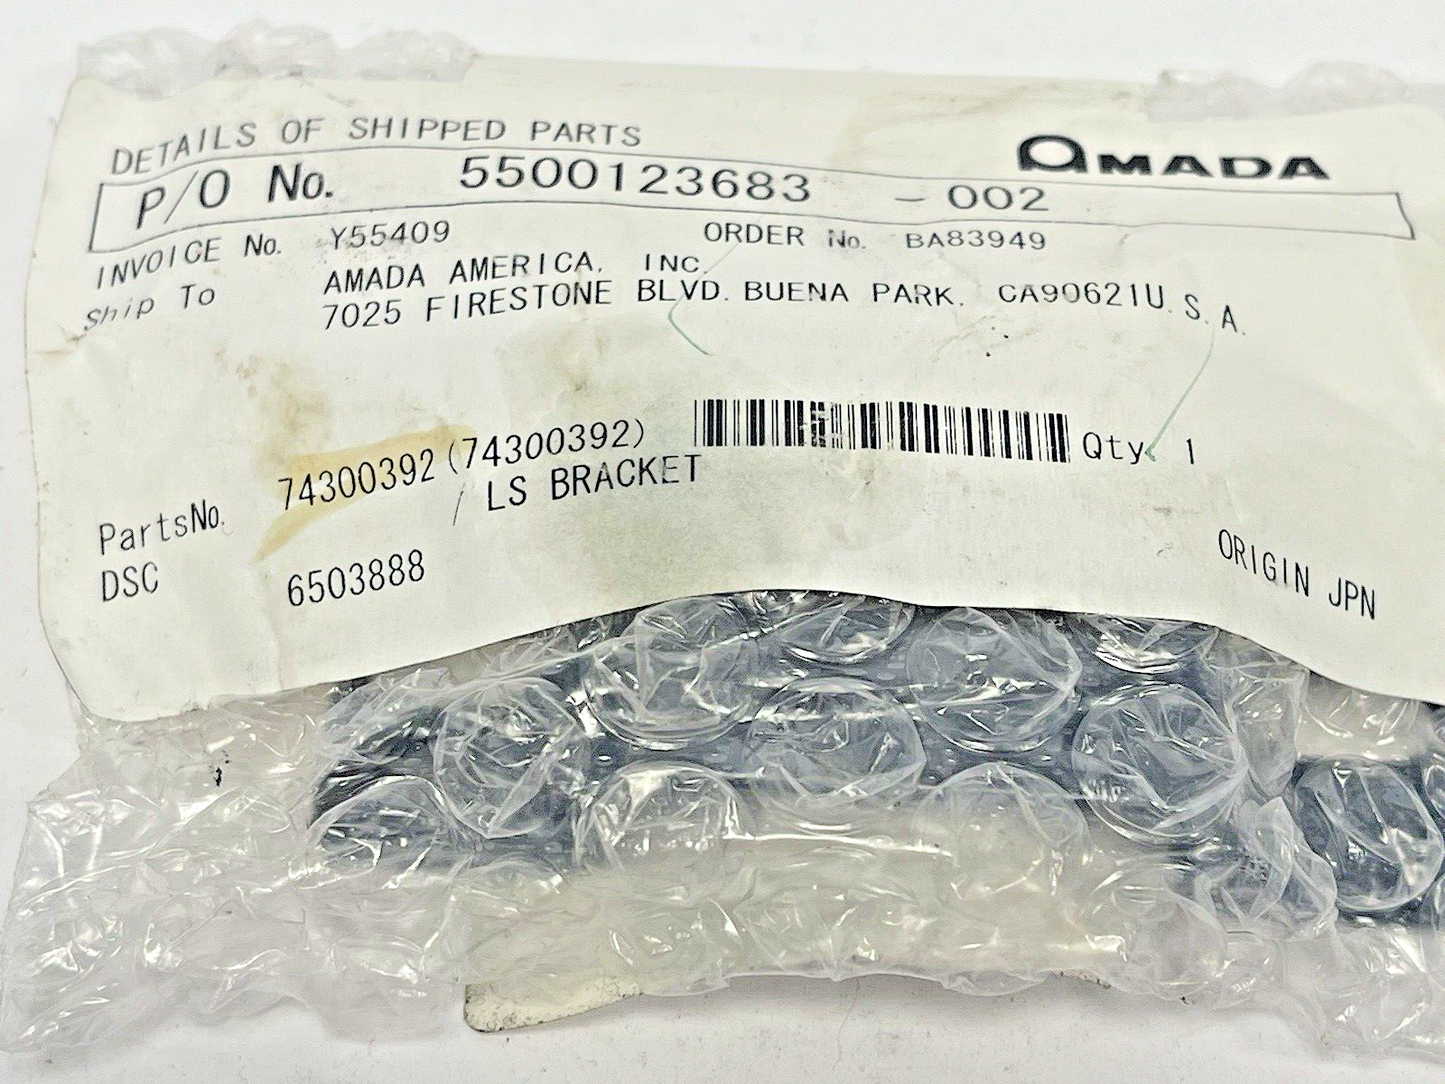 DETAILS OF SHIPPED PARTS
AMADA
P/O No. 5500123683 - 002
INVOICE No. Y55409 ORDER No. BA83949
Ship To AMADA AMERICA, INC.
7025 FIRESTONE BLVD. BUENA PARK, CA90621U.S.A.
PartsNo. 74300392(74300392) Qty 1
DSC / LS BRACKET
6503888 ORIGIN JPN